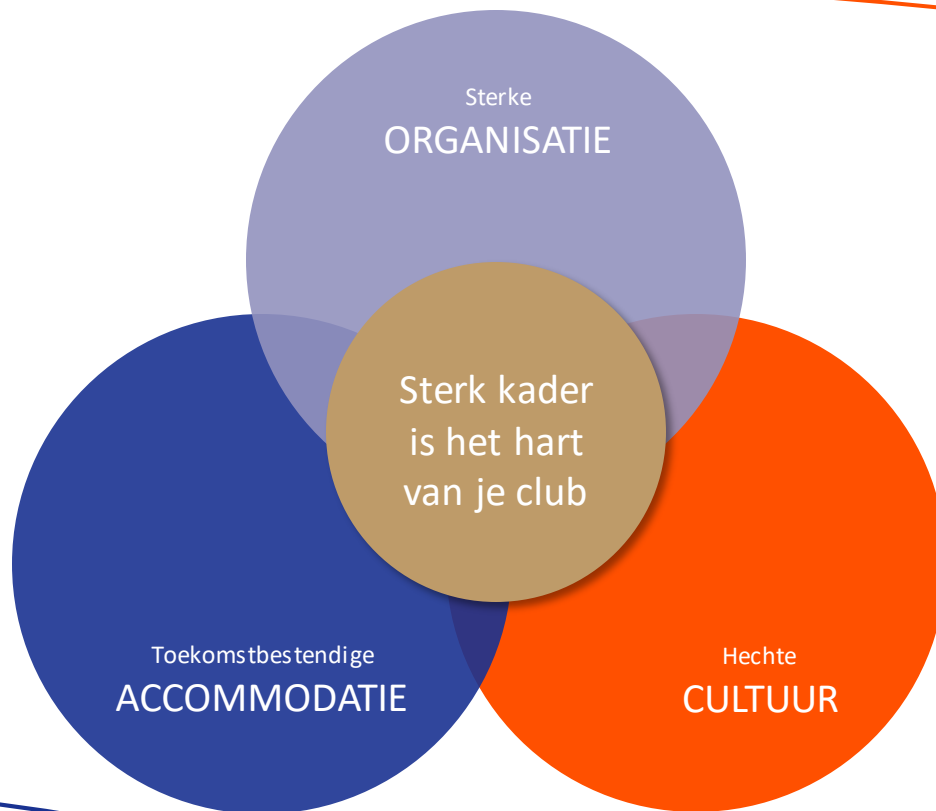 Sterke
ORGANISATIE
Sterk kader
is het hart
van je club
Toekomstbestendige
ACCOMMODATIE
Hechte
CULTUUR